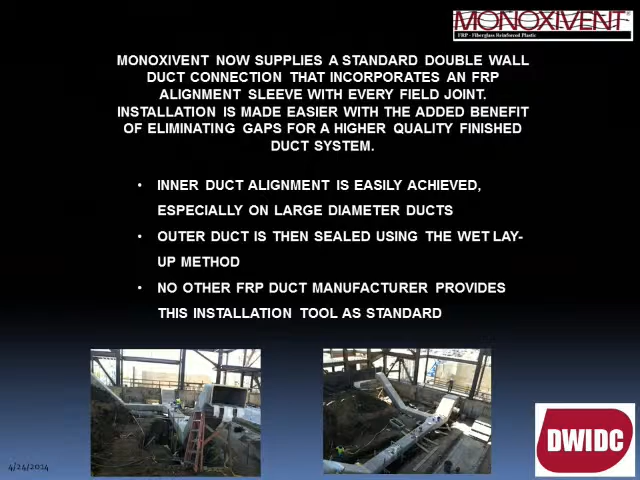 MONOXIVENT
FRP - Fiberglass Reinforced Plastic
MONOXIVENT NOW SUPPLIES A STANDARD DOUBLE WALL
DUCT CONNECTION THAT INCORPORATES AN FRP
ALIGNMENT SLEEVE WITH EVERY FIELD JOINT.
INSTALLATION IS MADE EASIER WITH THE ADDED BENEFIT
OF ELIMINATING GAPS FOR A HIGHER QUALITY FINISHED
DUCT SYSTEM.
• INNER DUCT ALIGNMENT IS EASILY ACHIEVED,
ESPECIALLY ON LARGE DIAMETER DUCTS
• OUTER DUCT IS THEN SEALED USING THE WET LAY-
UP METHOD
• NO OTHER FRP DUCT MANUFACTURER PROVIDES
THIS INSTALLATION TOOL AS STANDARD
DWIDC
4/24/2024